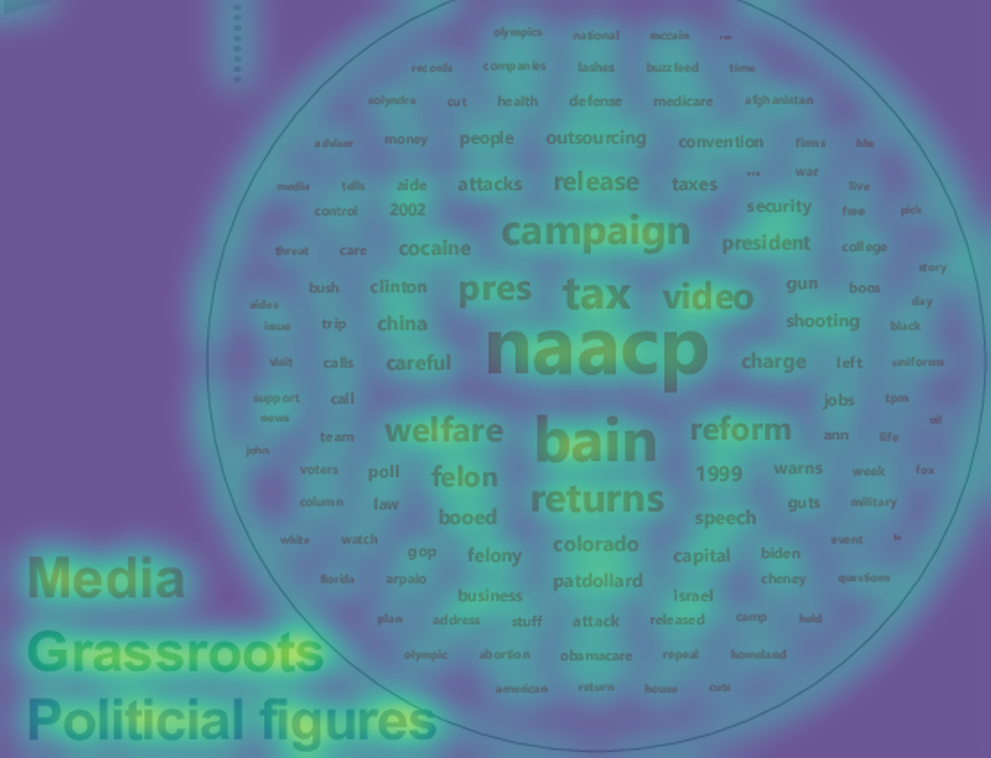 olympics national mccain
records companies lashes buzzfeed time
solyndra cut health defense medicare afghanistan
adviser money people outsourcing convention firms hhs
media tells aide attacks release taxes war live
control 2002 security free pick
campaign
threat care cocaine president college
story
bush clinton pres tax video gun boos
aides day
issue trip china shooting black
naacp
visit calls careful charge left uniforms
support call jobs tpm
news oil
welfare bain reform
team ann life
john
voters poll felon 1999 warns week fox
column law returns guts military
booed speech
white watch colorado event
gop felony capital biden
florida arpaio patdollard cheney questions
business israel
plan address stuff attack released camp held
olympic abortion obamacare repeal homeland
american return house cuts
Media
Grassroots
Politicial figures